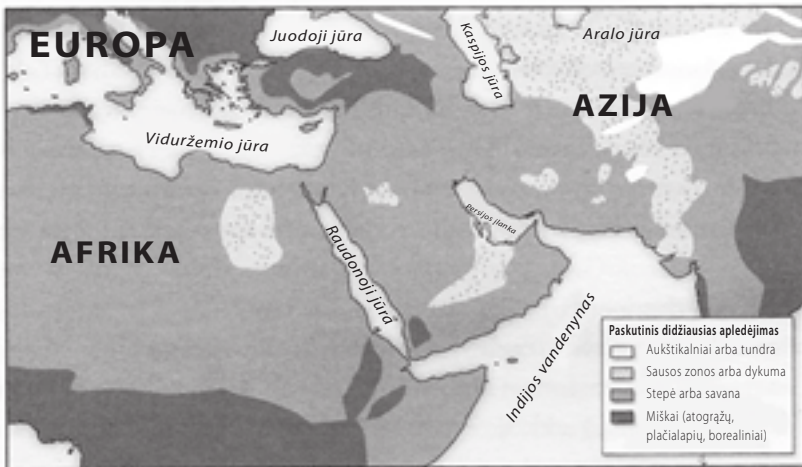 EUROPA
Juodoji jūra
Kaspijos jūra
Aralo jūra
AZIJA
Viduržemio jūra
AFRIKA
Raudonoji jūra
Persijos įlanka
Indijos vandenynas
Paskutinis didžiausias apledėjimas
Aukštikalniai arba tundra
Sausos zonos arba dykuma
Stepė arba savana
Miškai (atogrąžų,
plačialapių, borealiniai)